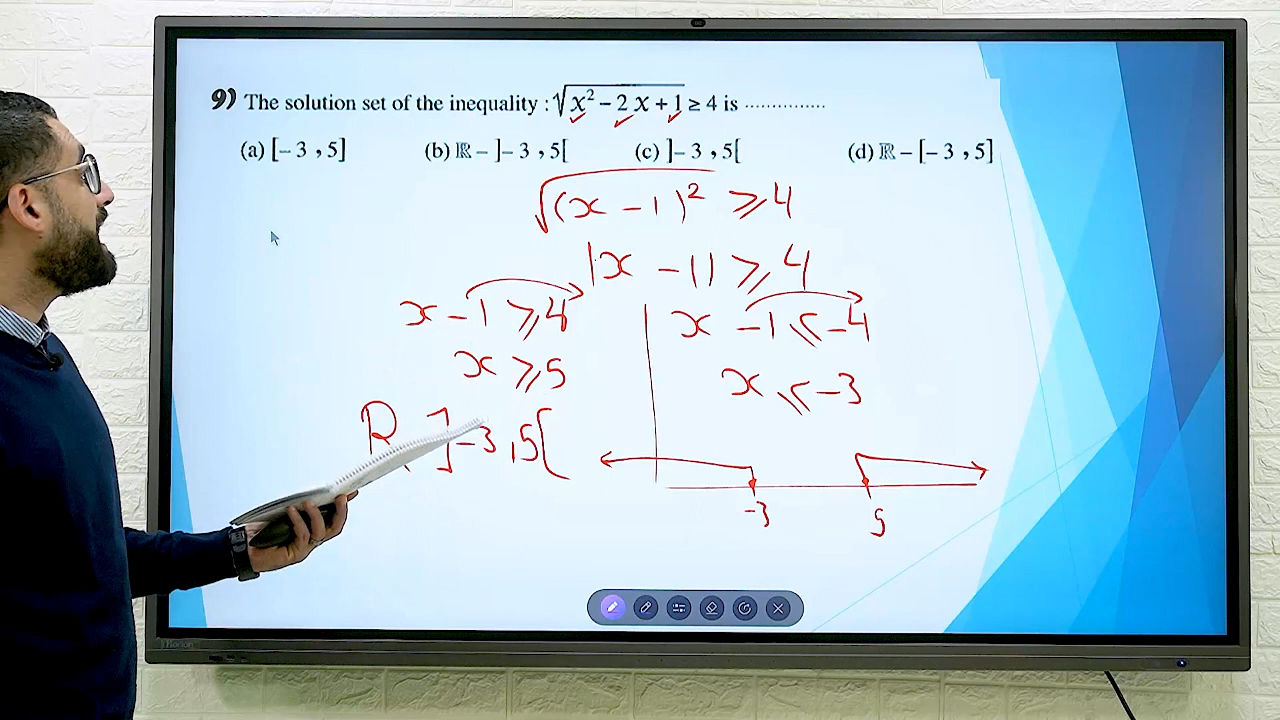 9) The solution set of the inequality : √(x² – 2 x + 1) ≥ 4 is ...............
(a) [– 3 , 5] (b) ℝ – ]– 3 , 5[ (c) ]– 3 , 5[ (d) ℝ – [– 3 , 5]
√(x – 1)² ≥ 4
|x – 1| ≥ 4
x – 1 ≥ 4 x – 1 ≤ –4
x ≥ 5 x ≤ –3
R ]–3 , 5[
-3 5